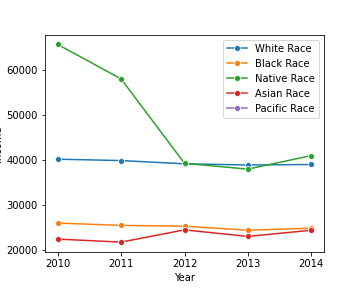 White Race
Black Race
Native Race
Asian Race
Pacific Race
60000
50000
40000
30000
20000
2010
2011
2012
2013
2014
Year